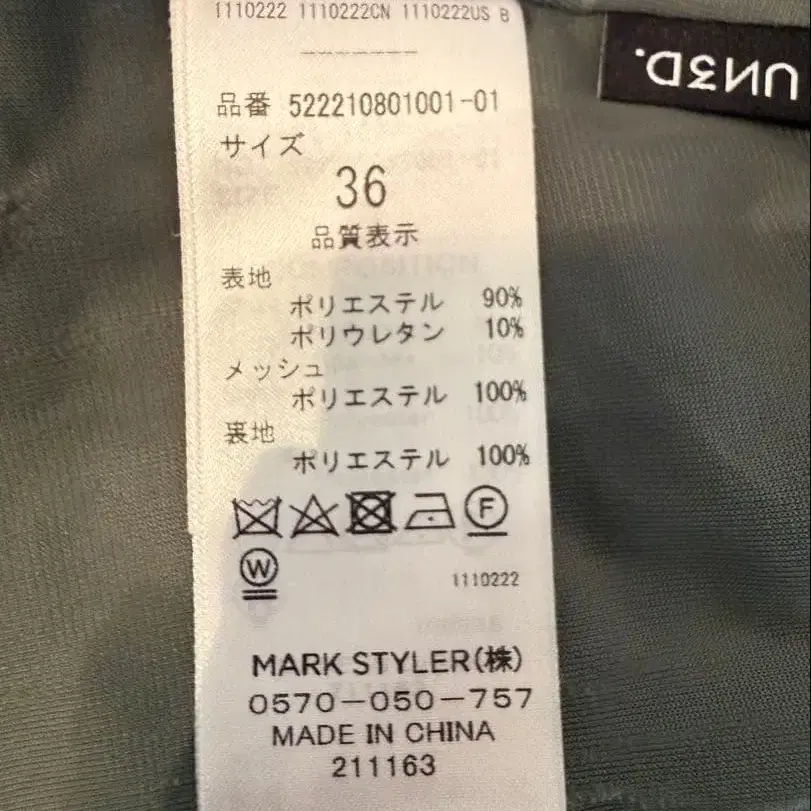 1110222 1110222CN 1110222US B
UN3D.
品番 522210801001-01
サイズ
36
品質表示
表地
ポリエステル 90%
ポリウレタン 10%
メッシュ
ポリエステル 100%
裏地
ポリエステル 100%
F
W
1110222
MARK STYLER(株)
0570-050-757
MADE IN CHINA
211163